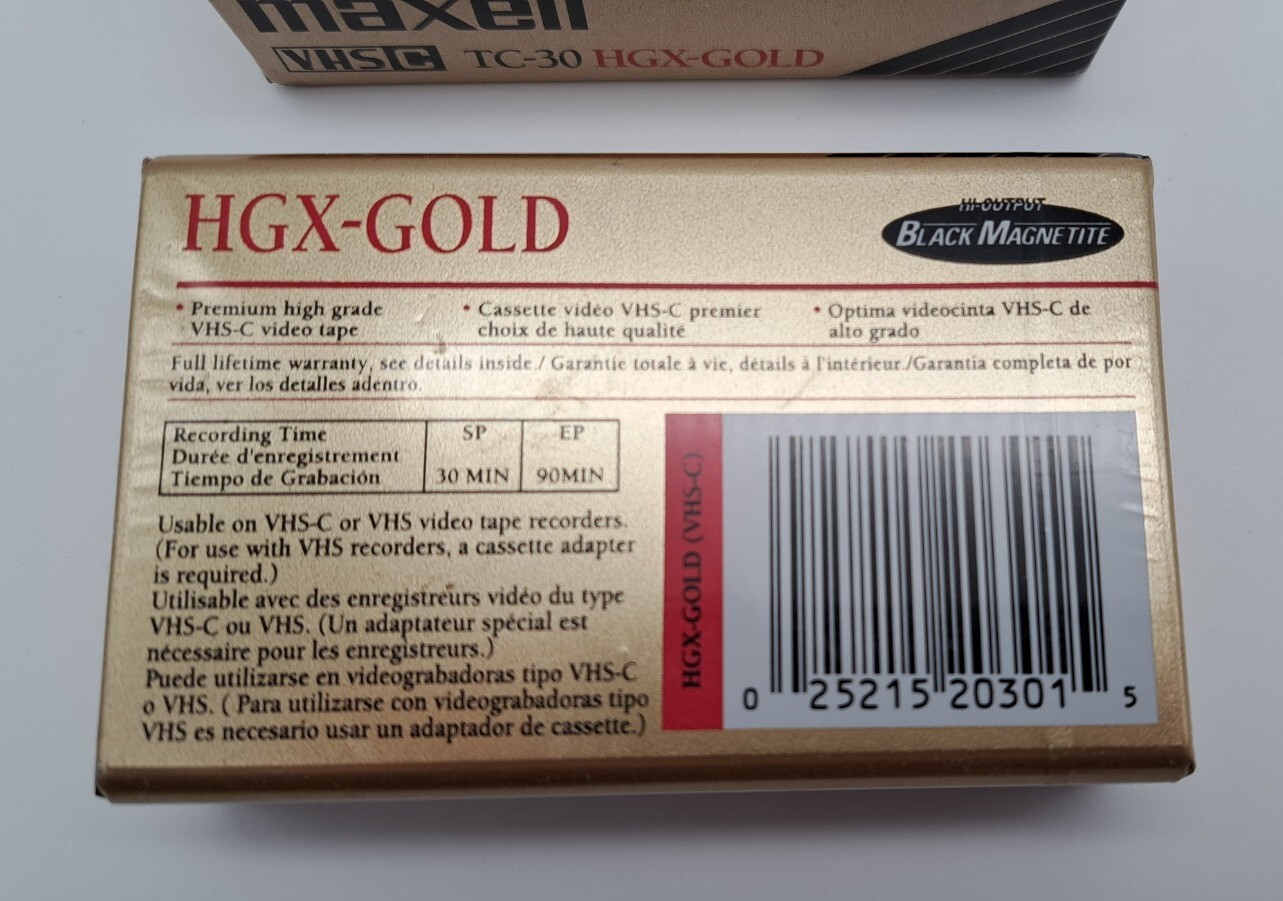 maxell
VHS C TC-30 HGX-GOLD
HGX-GOLD
HI-OUTPUT
BLACK MAGNETITE
• Premium high grade
VHS-C video tape
• Cassette vidéo VHS-C premier
choix de haute qualité
• Optima videocinta VHS-C de
alto grado
Full lifetime warranty, see details inside./ Garantie totale à vie, détails à l'intérieur./Garantia completa de por
vida, ver los detalles adentro.
Recording Time SP EP
Durée d'enregistrement
Tiempo de Grabación 30 MIN 90MIN
Usable on VHS-C or VHS video tape recorders.
(For use with VHS recorders, a cassette adapter
is required.)
Utilisable avec des enregistreurs vidéo du type
VHS-C ou VHS. (Un adaptateur spécial est
nécessaire pour les enregistreurs.)
Puede utilizarse en videograbadoras tipo VHS-C
o VHS. ( Para utilizarse con videograbadoras tipo
VHS es necesario usar un adaptador de cassette.)
HGX-GOLD (VHS-C)
0 25215 20301 5